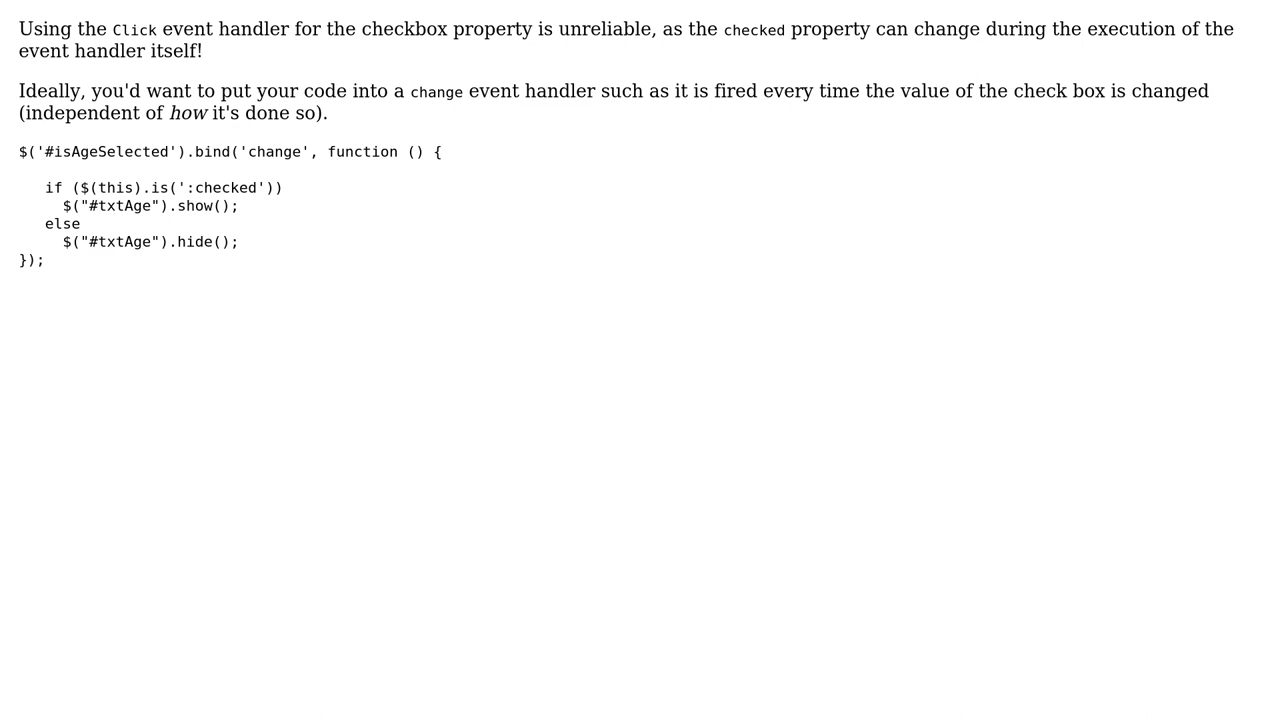 Using the Click event handler for the checkbox property is unreliable, as the checked property can change during the execution of the
event handler itself!
Ideally, you'd want to put your code into a change event handler such as it is fired every time the value of the check box is changed
(independent of how it's done so).
$('#isAgeSelected').bind('change', function () {
   if ($(this).is(':checked'))
     $("#txtAge").show();
   else
     $("#txtAge").hide();
});